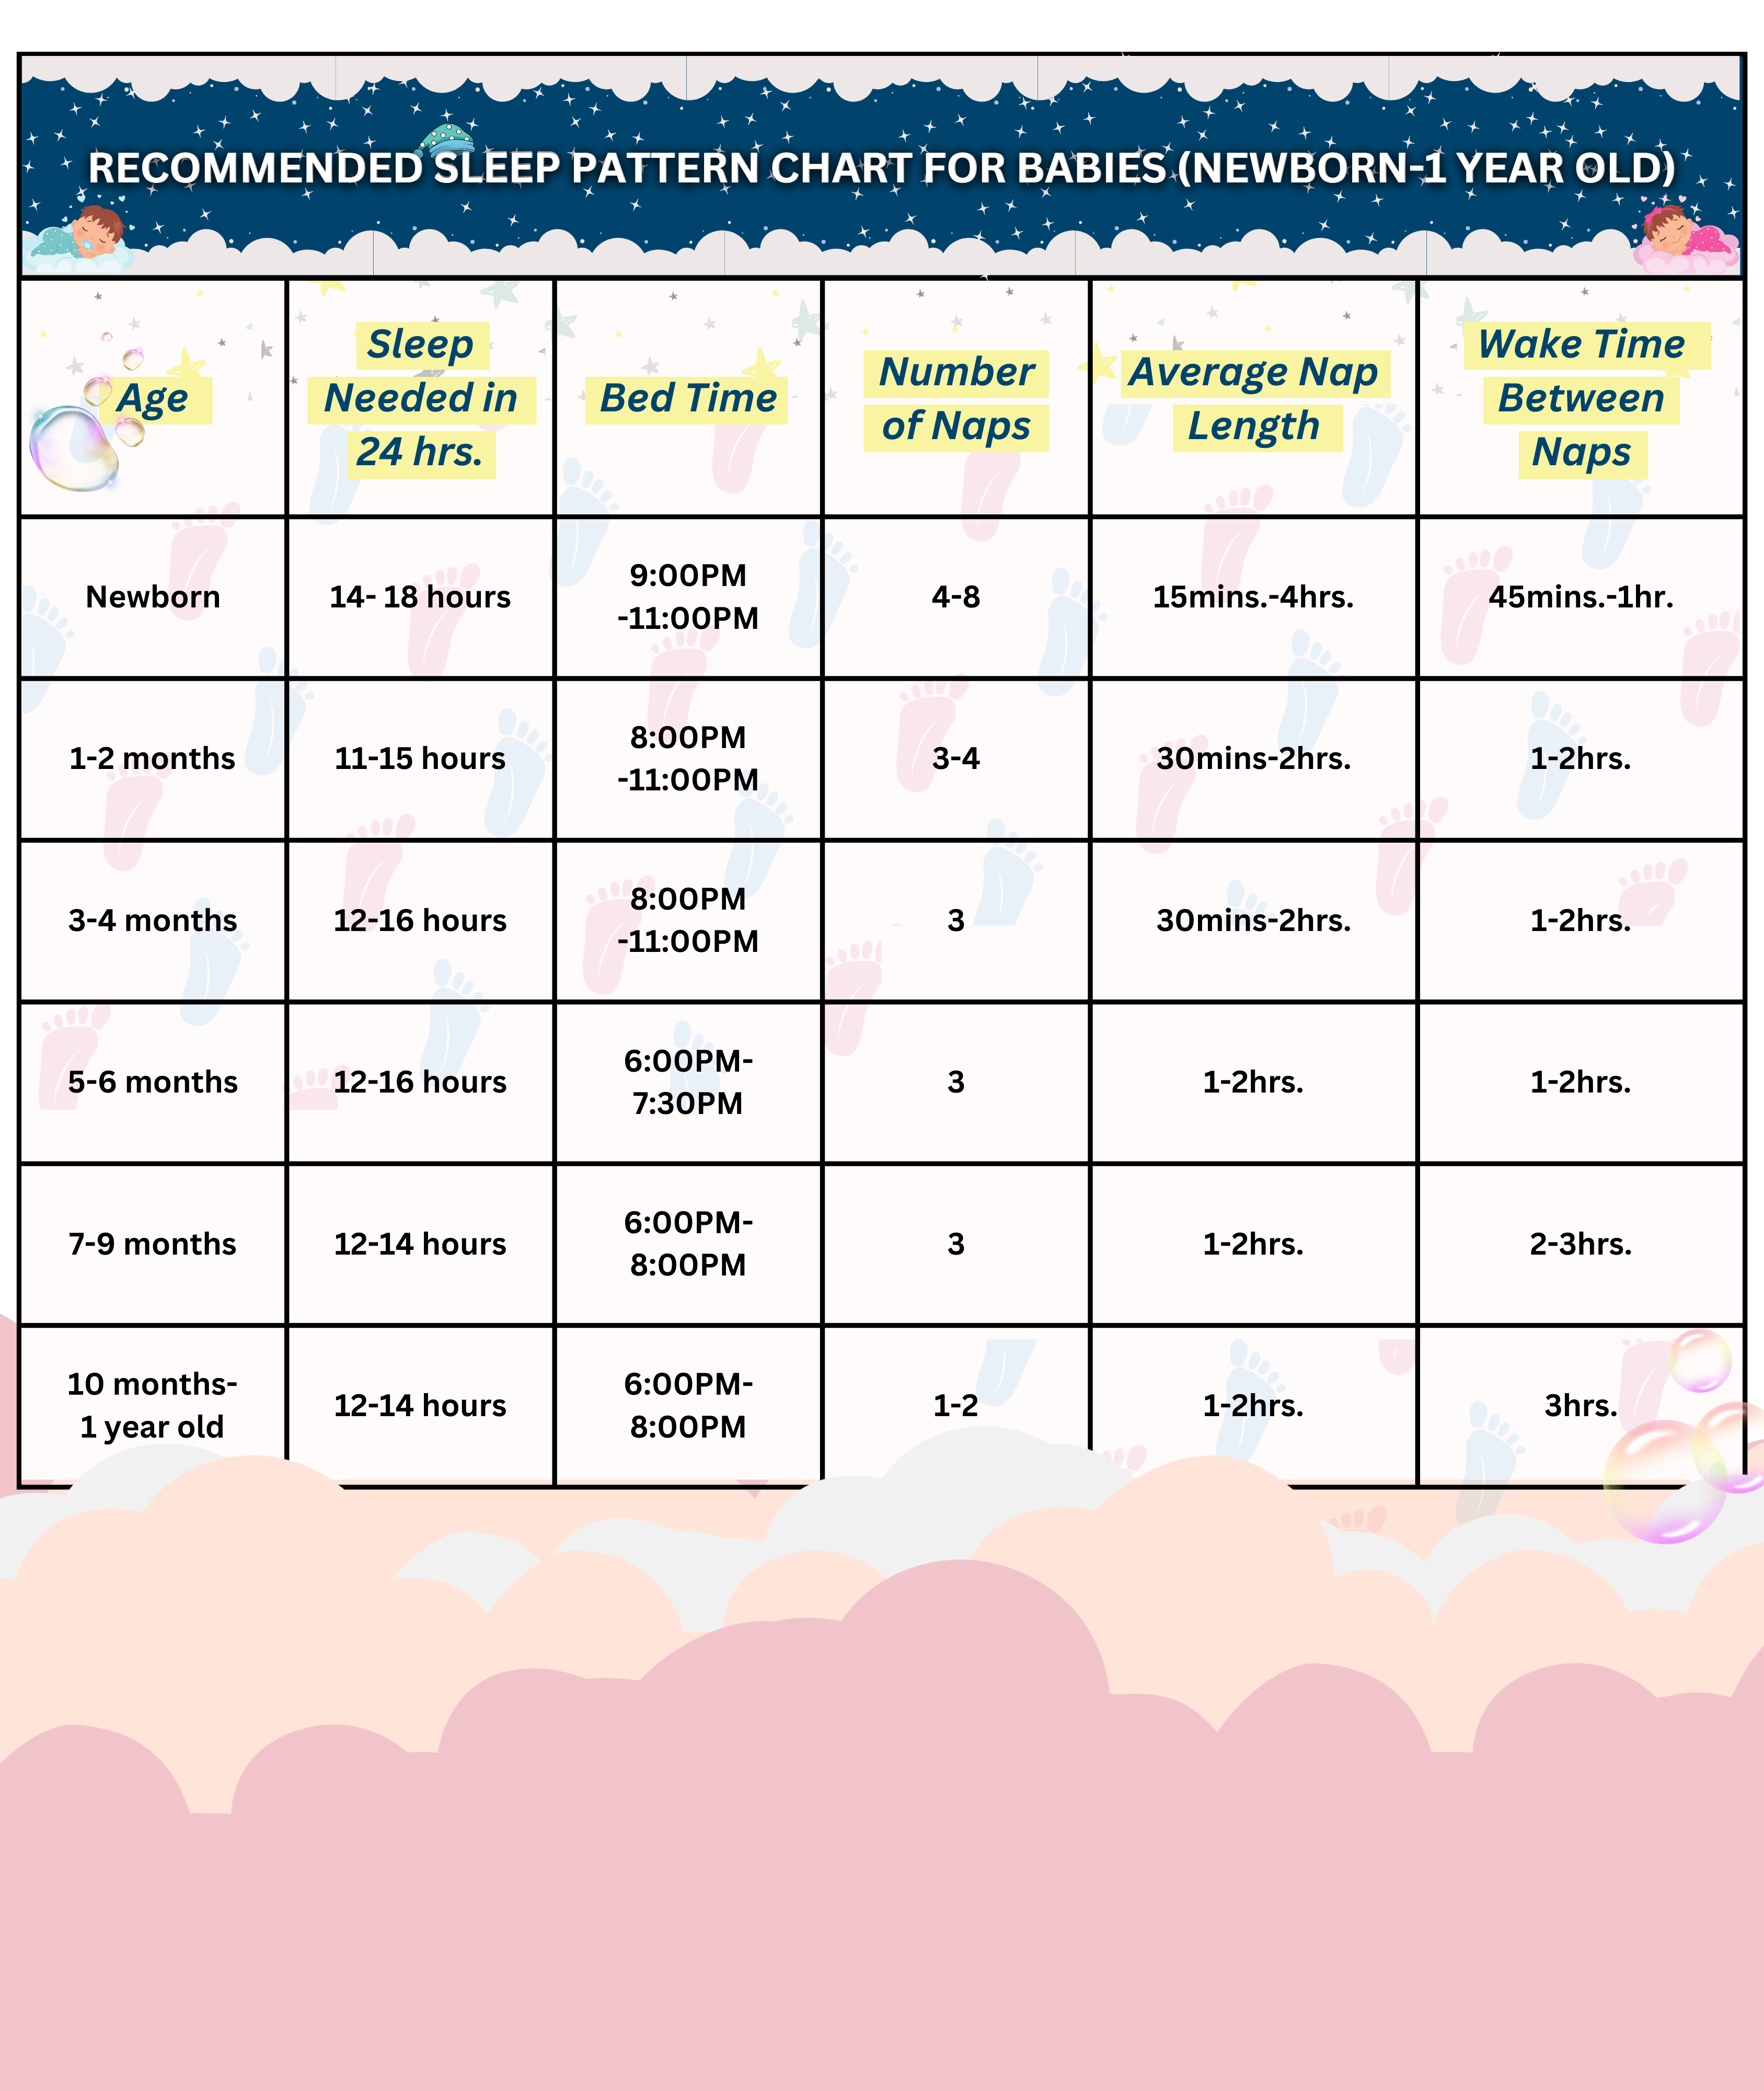 RECOMMENDED SLEEP PATTERN CHART FOR BABIES (NEWBORN-1 YEAR OLD)
Age
Sleep
Needed in
24 hrs.
Bed Time
Number
of Naps
Average Nap
Length
Wake Time
Between
Naps
Newborn
14- 18 hours
9:00PM
-11:00PM
4-8
15mins.-4hrs.
45mins.-1hr.
1-2 months
11-15 hours
8:00PM
-11:00PM
3-4
30mins-2hrs.
1-2hrs.
3-4 months
12-16 hours
8:00PM
-11:00PM
3
30mins-2hrs.
1-2hrs.
5-6 months
12-16 hours
6:00PM-
7:30PM
3
1-2hrs.
1-2hrs.
7-9 months
12-14 hours
6:00PM-
8:00PM
3
1-2hrs.
2-3hrs.
10 months-
1 year old
12-14 hours
6:00PM-
8:00PM
1-2
1-2hrs.
3hrs.